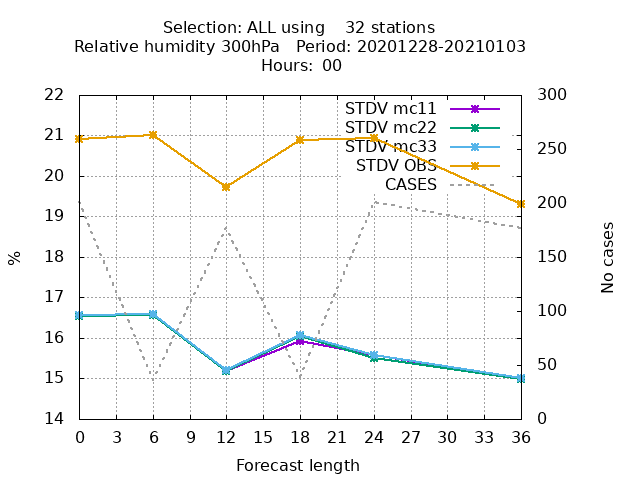 Selection: ALL using    32 stations
Relative humidity 300hPa   Period: 20201228-20210103
Hours: 00
STDV mc11
STDV mc22
STDV mc33
STDV OBS
CASES
22
21
20
19
18
17
16
15
14
%
300
250
200
150
100
50
0
No cases
0 3 6 9 12 15 18 21 24 27 30 33 36
Forecast length